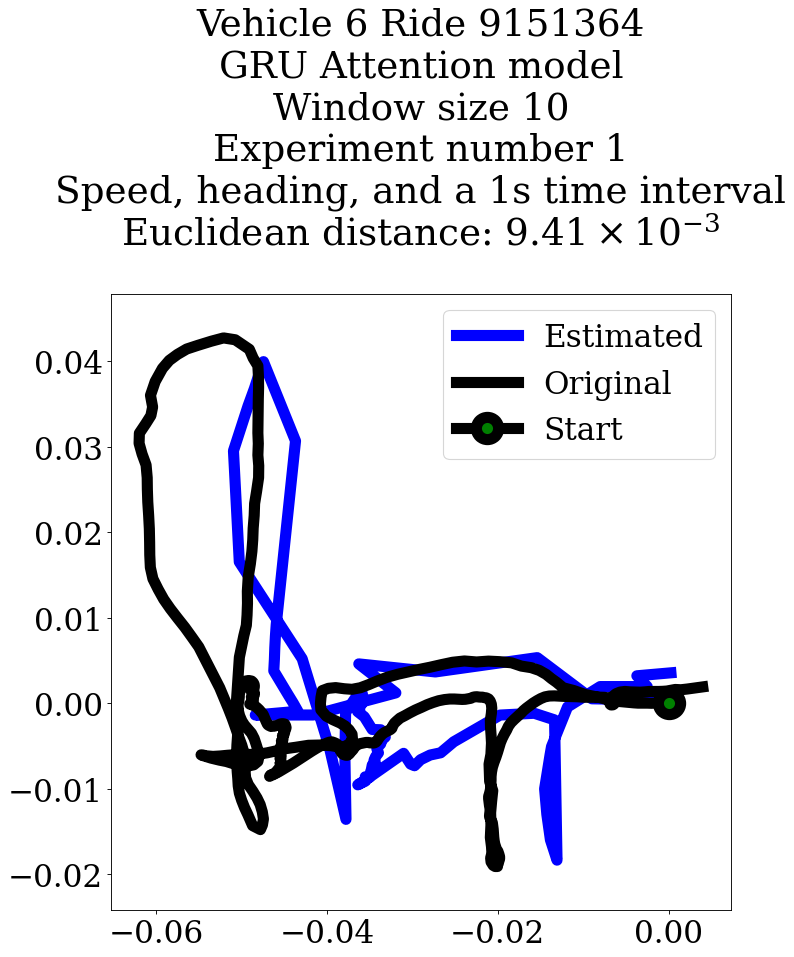 Vehicle 6 Ride 9151364
GRU Attention model
Window size 10
Experiment number 1
Speed, heading, and a 1s time interval
Euclidean distance: 9.41 × 10⁻³
Estimated
Original
Start
0.04
0.03
0.02
0.01
0.00
−0.01
−0.02
−0.06 −0.04 −0.02 0.00